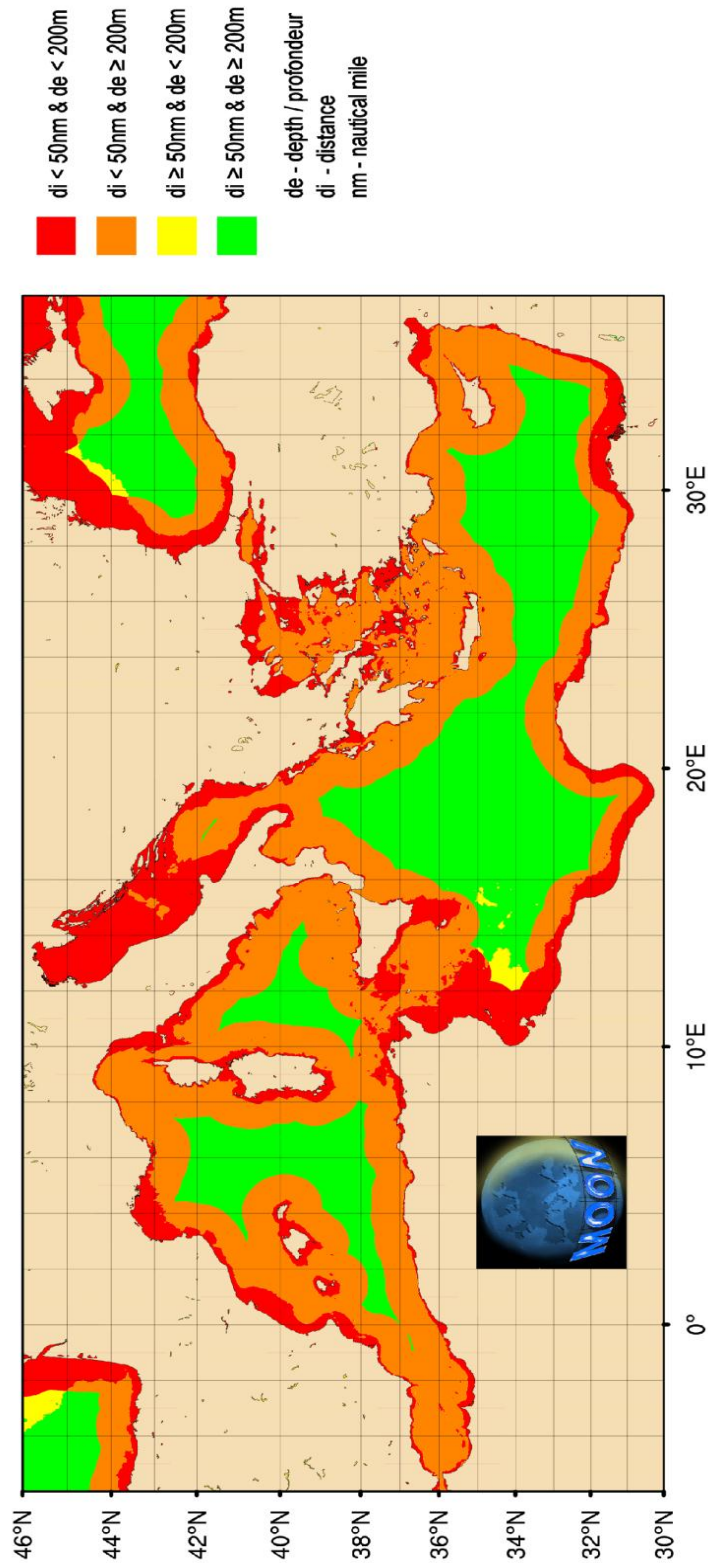 di < 50nm & de < 200m
di < 50nm & de ≥ 200m
di ≥ 50nm & de < 200m
di ≥ 50nm & de ≥ 200m
de - depth / profondeur
di - distance
nm - nautical mile
46°N
44°N
42°N
40°N
38°N
36°N
34°N
32°N
30°N
0°
10°E
20°E
30°E
MOON